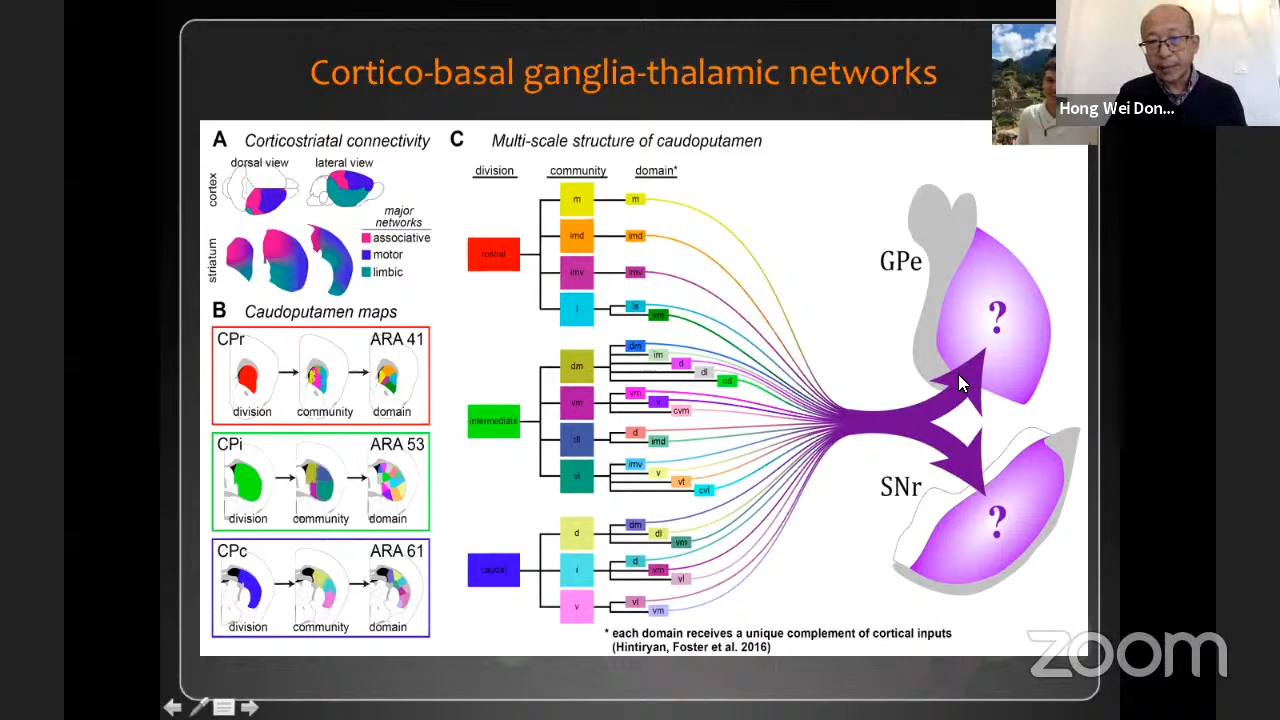 Cortico-basal ganglia-thalamic networks
Hong Wei Don...
A Corticostriatal connectivity
dorsal view lateral view
cortex
striatum
major
networks
associative
motor
limbic
B Caudoputamen maps
CPr ARA 41
division community domain
CPi ARA 53
division community domain
CPc ARA 61
division community domain
C Multi-scale structure of caudoputamen
division community domain*
rostral
m m
imd imd
imv imv
l ls
vm
intermediate
dm dm
im
d
dl
cd
vm vm
v
cvm
d
imd
vl imv
v
vt
cvl
caudal
d dm
dl
vm
i d
vm
vl
v vl
vm
GPe
?
SNr
?
* each domain receives a unique complement of cortical inputs
(Hintiryan, Foster et al. 2016)
zoom